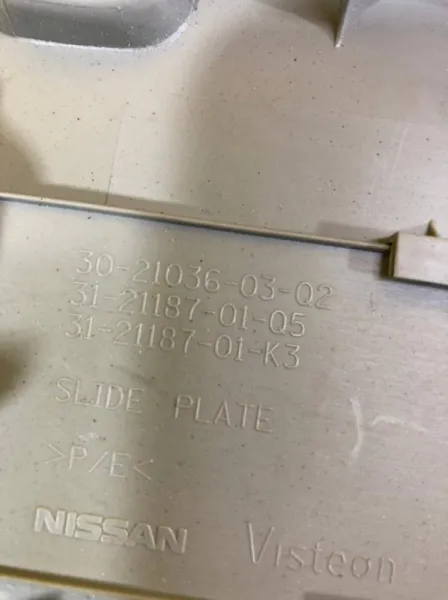 30-21036-03-Q2
31-21187-01-Q5
31-21187-01-K3
SLIDE PLATE
>P/E<
NISSAN Visteon